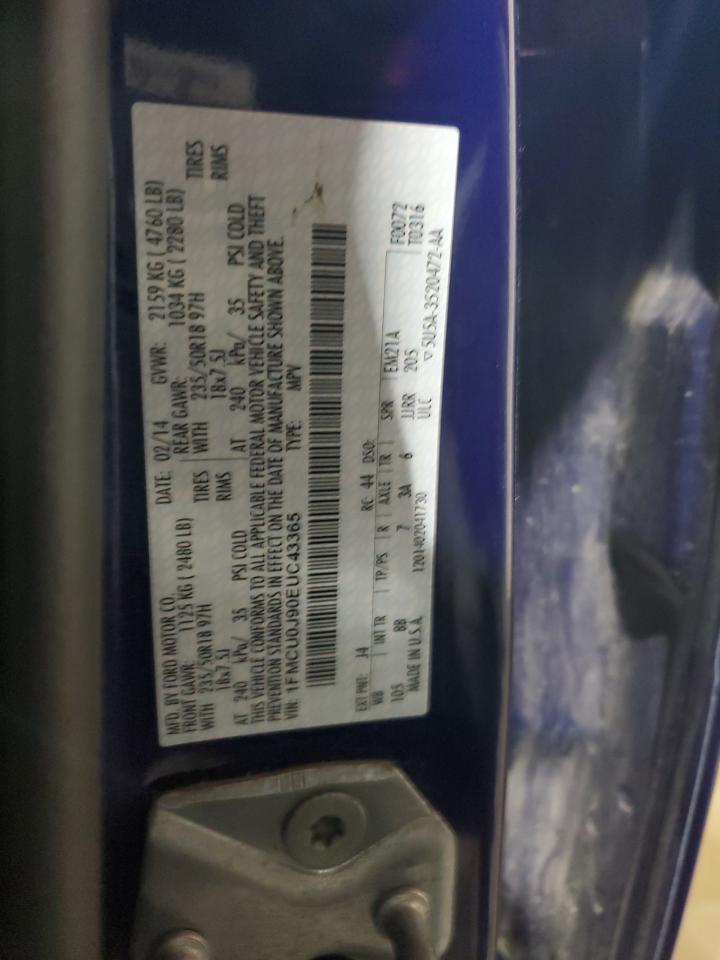 MFD. BY FORD MOTOR CO.
DATE: 02/14 GVWR: 2159 KG ( 4760 LB)
FRONT GAWR: 1125 KG ( 2480 LB) REAR GAWR: 1034 KG ( 2280 LB)
WITH 235/50R18 97H TIRES WITH 235/50R18 97H TIRES
18x7.5J RIMS 18x7.5J RIMS
AT 240 kPa/ 35 PSI COLD AT 240 kPa/ 35 PSI COLD
THIS VEHICLE CONFORMS TO ALL APPLICABLE FEDERAL MOTOR VEHICLE SAFETY AND THEFT
PREVENTION STANDARDS IN EFFECT ON THE DATE OF MANUFACTURE SHOWN ABOVE.
VIN: 1FMCU0J90EUC43365 TYPE: MPV
EXT PNT: J4 RC: 44 DSO:
WB INT TR TP/PS R AXLE TR SPR EM21A F0072
105 8B 7 3A 6 JJRR 205 T0316
MADE IN U.S.A. 1201402041730 ULC
▽ 5U5A-3520472-AA